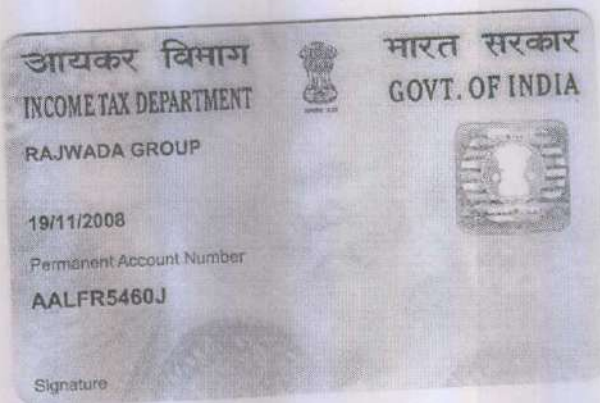 आयकर विभाग
INCOME TAX DEPARTMENT
भारत सरकार
GOVT. OF INDIA
RAJWADA GROUP
19/11/2008
Permanent Account Number
AALFR5460J
Signature